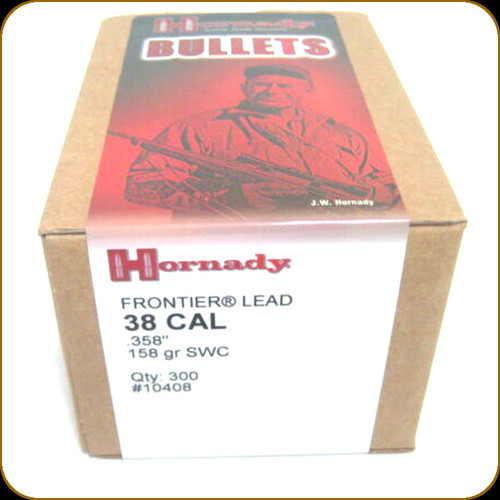 Hornady
BULLETS
J.W. Hornady
Hornady
FRONTIER® LEAD
38 CAL
.358"
158 gr SWC
Qty: 300
#10408